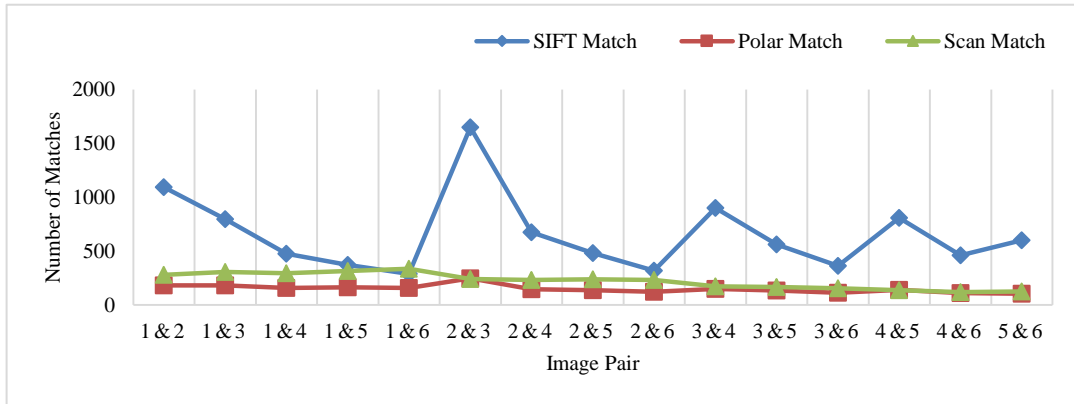 SIFT Match Polar Match Scan Match
2000
1500
1000
500
0
Number of Matches
1 & 2 1 & 3 1 & 4 1 & 5 1 & 6 2 & 3 2 & 4 2 & 5 2 & 6 3 & 4 3 & 5 3 & 6 4 & 5 4 & 6 5 & 6
Image Pair